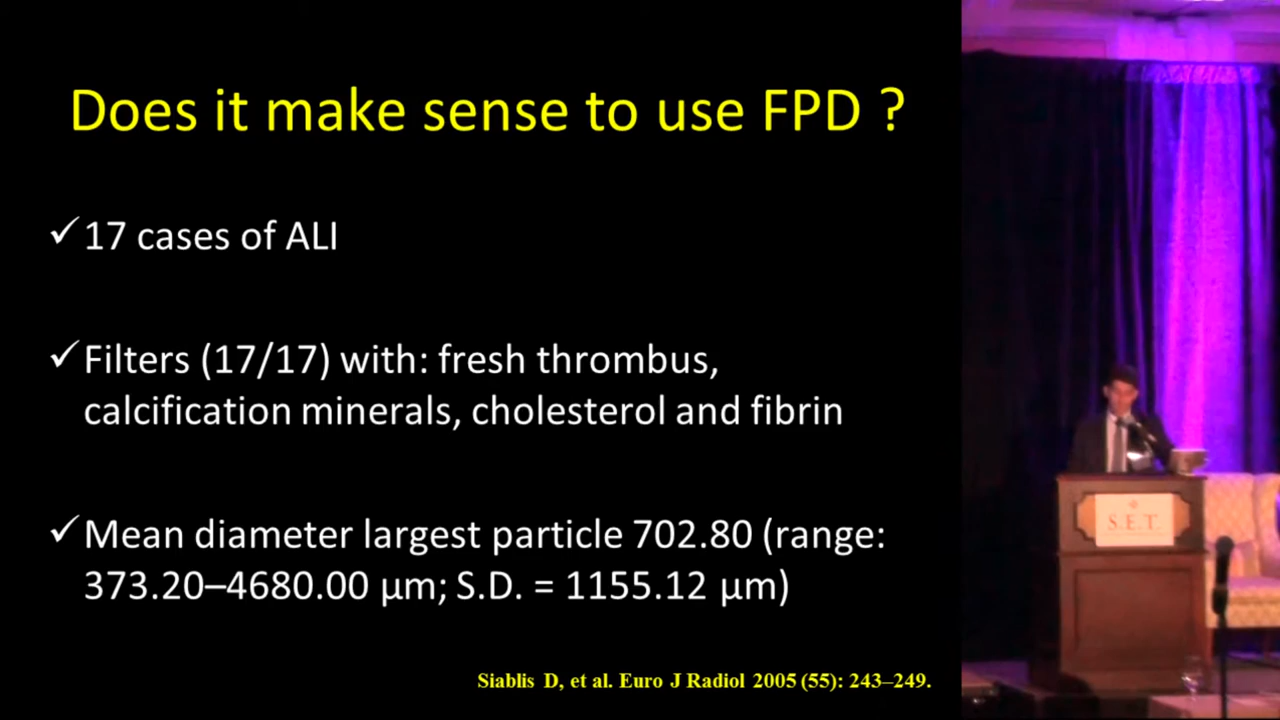 Does it make sense to use FPD ?
✓17 cases of ALI
✓Filters (17/17) with: fresh thrombus,
calcification minerals, cholesterol and fibrin
✓Mean diameter largest particle 702.80 (range:
373.20–4680.00 µm; S.D. = 1155.12 µm)
Siablis D, et al. Euro J Radiol 2005 (55): 243–249.
S.E.T.